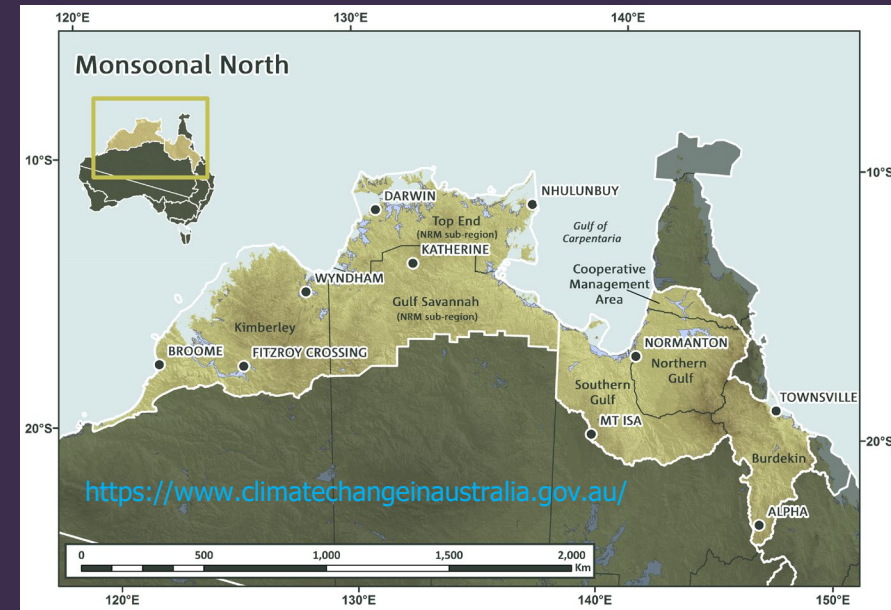 120°E
130°E
140°E
Monsoonal North
10°S
10°S
DARWIN
NHULUNBUY
Top End
(NRM sub-region)
Gulf of
Carpentaria
KATHERINE
Cooperative
Management
Area
WYNDHAM
Gulf Savannah
(NRM sub-region)
Kimberley
BROOME
FITZROY CROSSING
NORMANTON
Northern
Gulf
Southern
Gulf
TOWNSVILLE
MT ISA
20°S
20°S
Burdekin
https://www.climatechangeinaustralia.gov.au/
ALPHA
0
500
1,000
1,500
2,000
Km
120°E
130°E
140°E
150°E